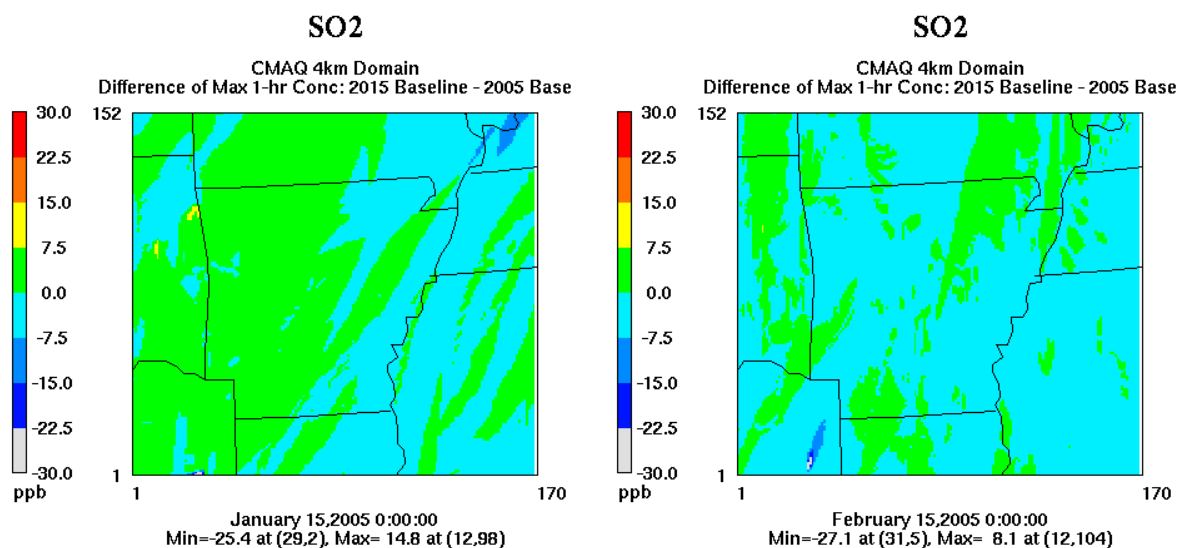 SO2
CMAQ 4km Domain
Difference of Max 1-hr Conc: 2015 Baseline - 2005 Base
30.0
22.5
15.0
7.5
0.0
-7.5
-15.0
-22.5
-30.0
ppb
152
1
1
170
January 15,2005 0:00:00
Min=-25.4 at (29,2), Max= 14.8 at (12,98)
SO2
CMAQ 4km Domain
Difference of Max 1-hr Conc: 2015 Baseline - 2005 Base
30.0
22.5
15.0
7.5
0.0
-7.5
-15.0
-22.5
-30.0
ppb
152
1
1
170
February 15,2005 0:00:00
Min=-27.1 at (31,5), Max= 8.1 at (12,104)